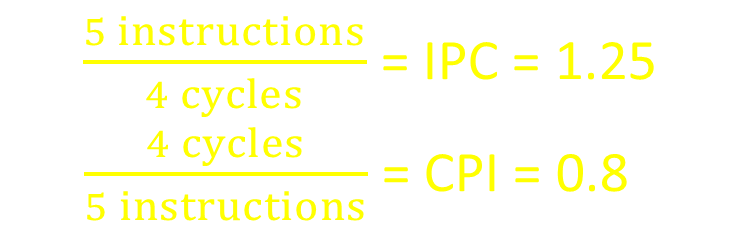 5 instructions
4 cycles
= IPC = 1.25
4 cycles
5 instructions
= CPI = 0.8